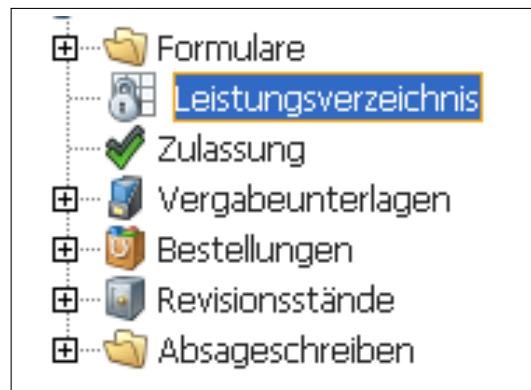 Formulare
Leistungsverzeichnis
Zulassung
Vergabeunterlagen
Bestellungen
Revisionsstände
Absageschreiben